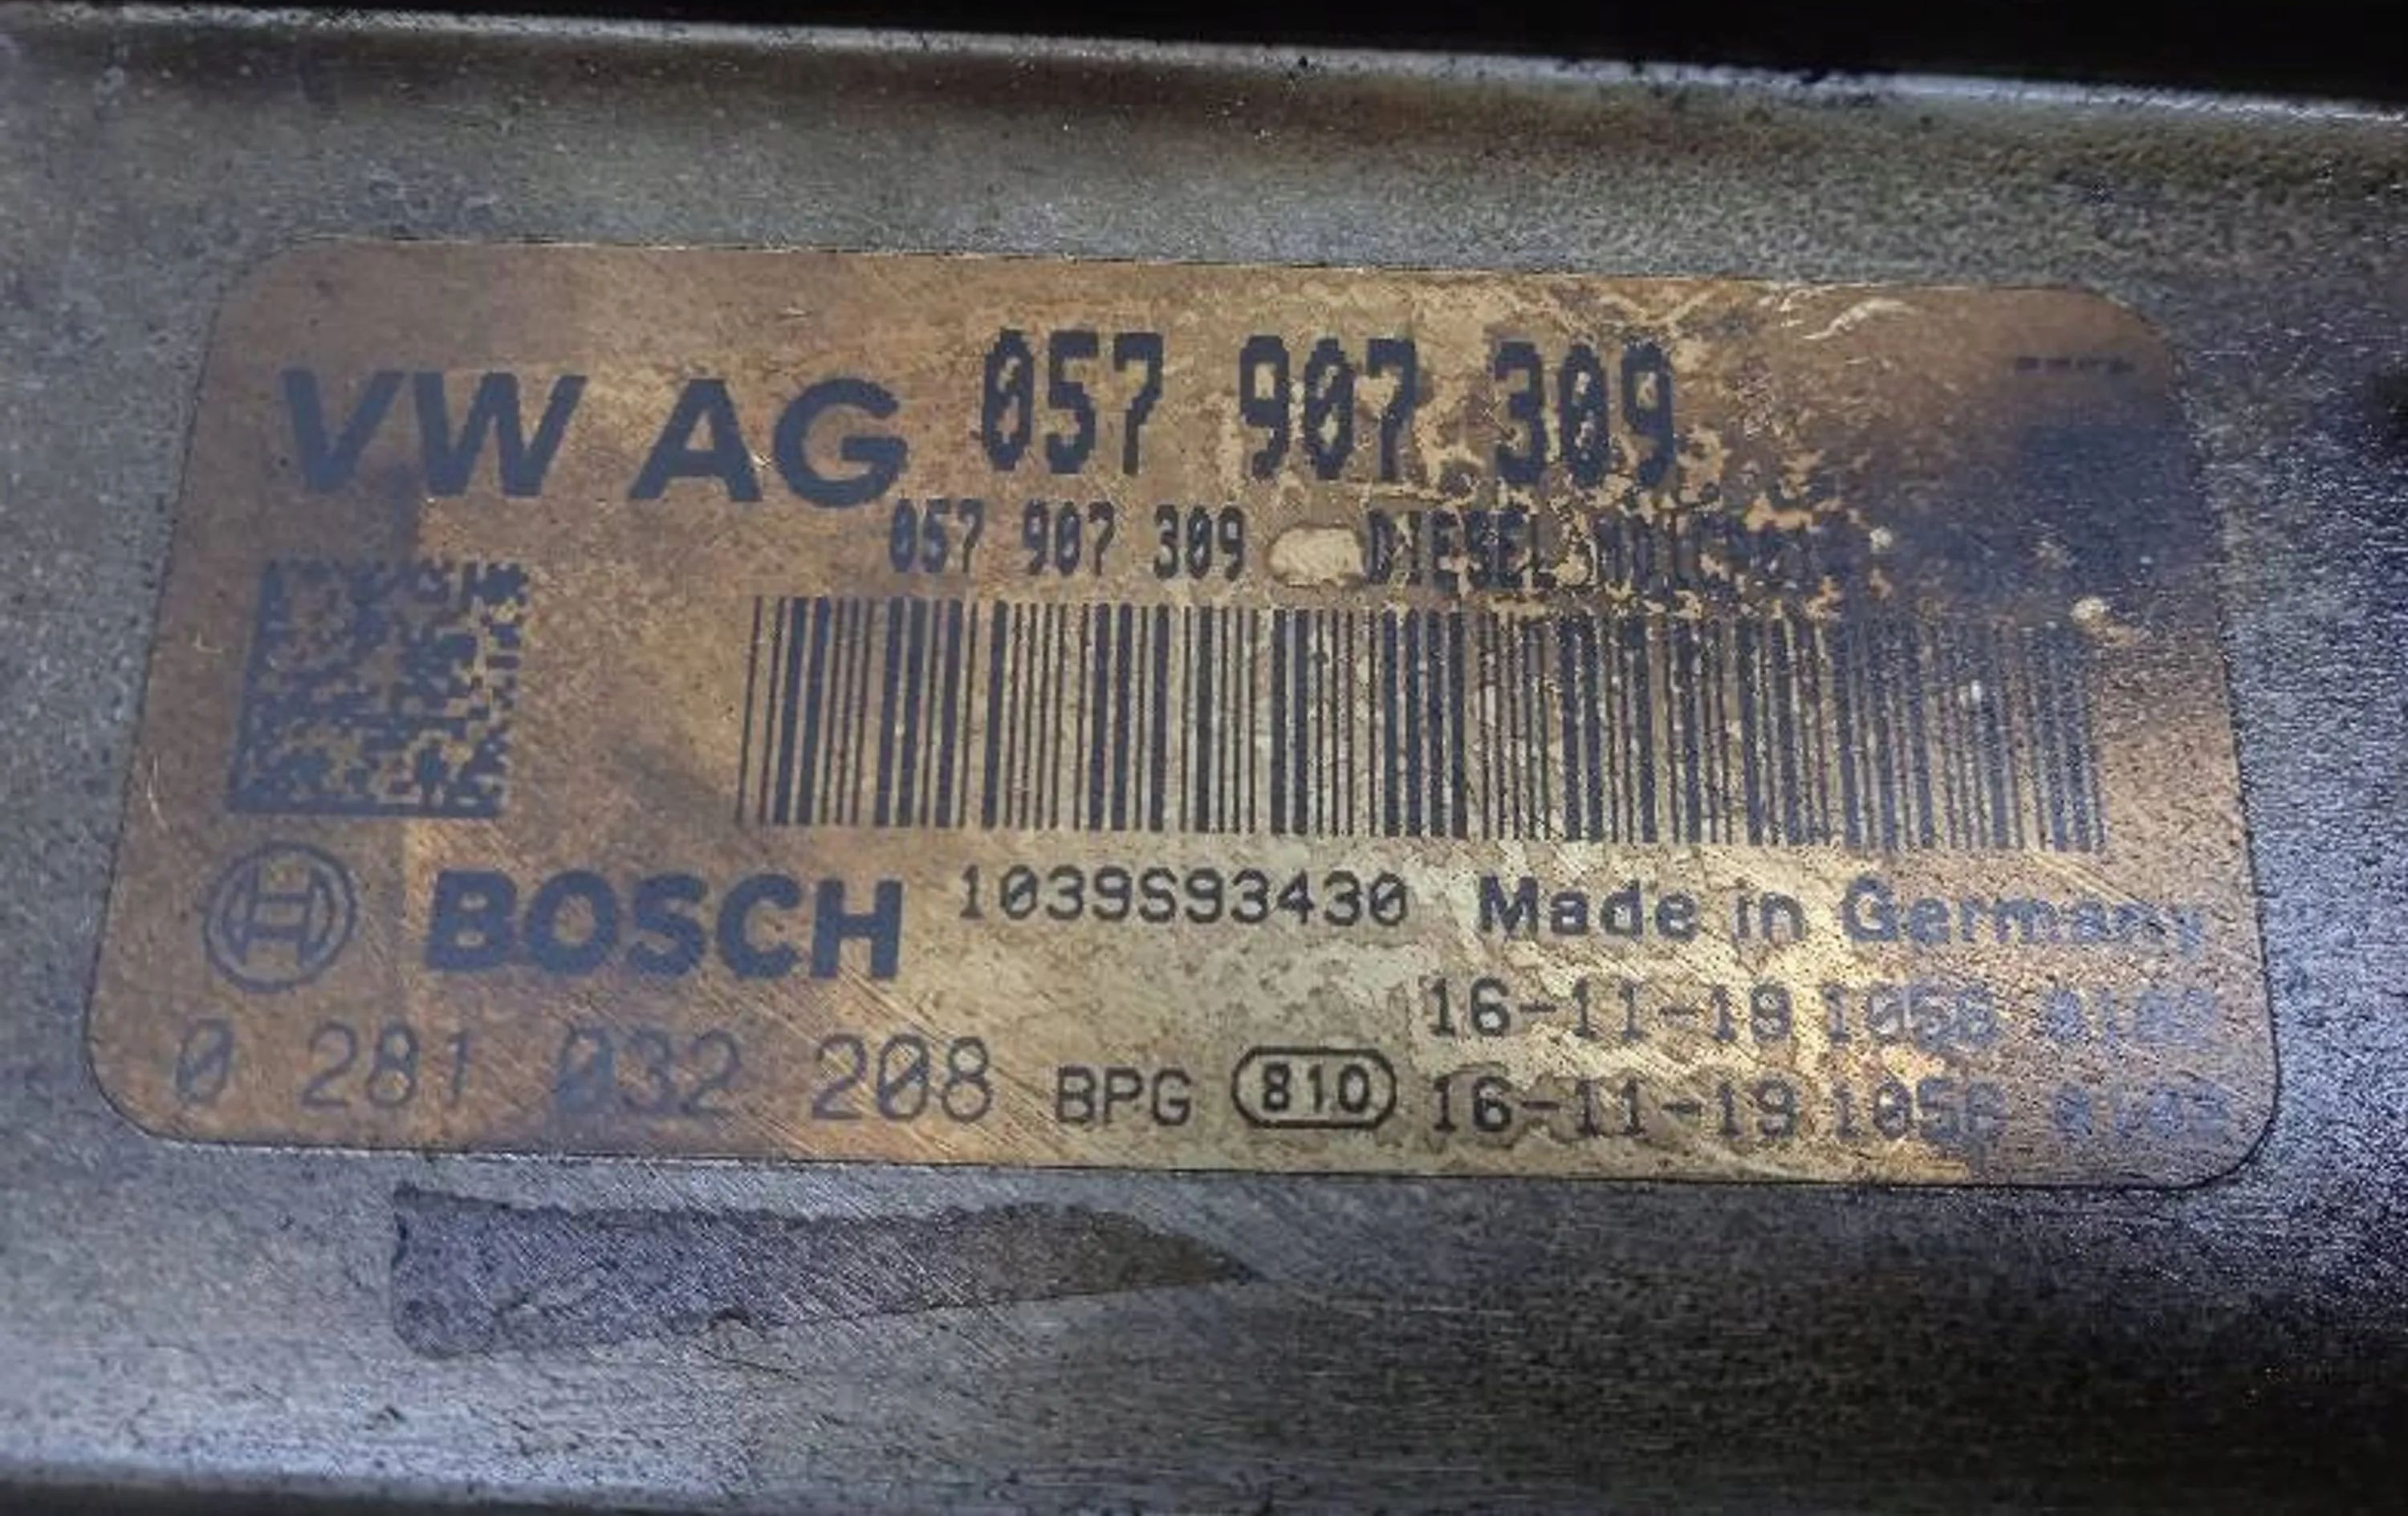 VW AG 057 907 309
057 907 309 DIESEL
BOSCH 1039S93430 Made in Germany
16-11-19
0 281 032 208 BPG 810 16-11-19